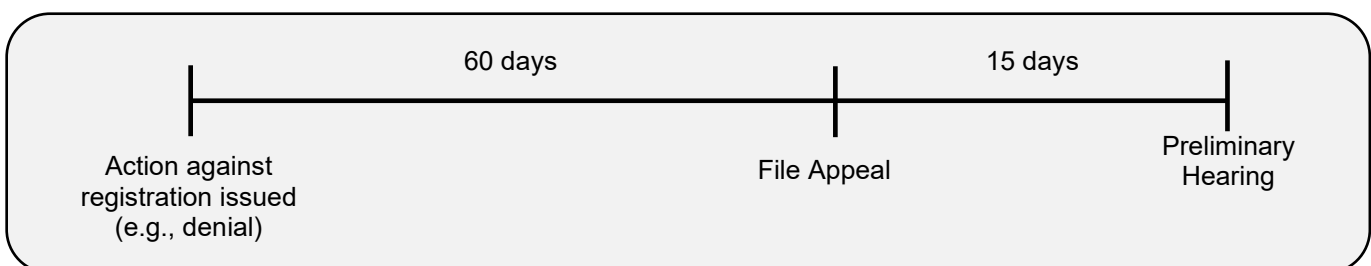 60 days
15 days
Action against
registration issued
(e.g., denial)
File Appeal
Preliminary
Hearing